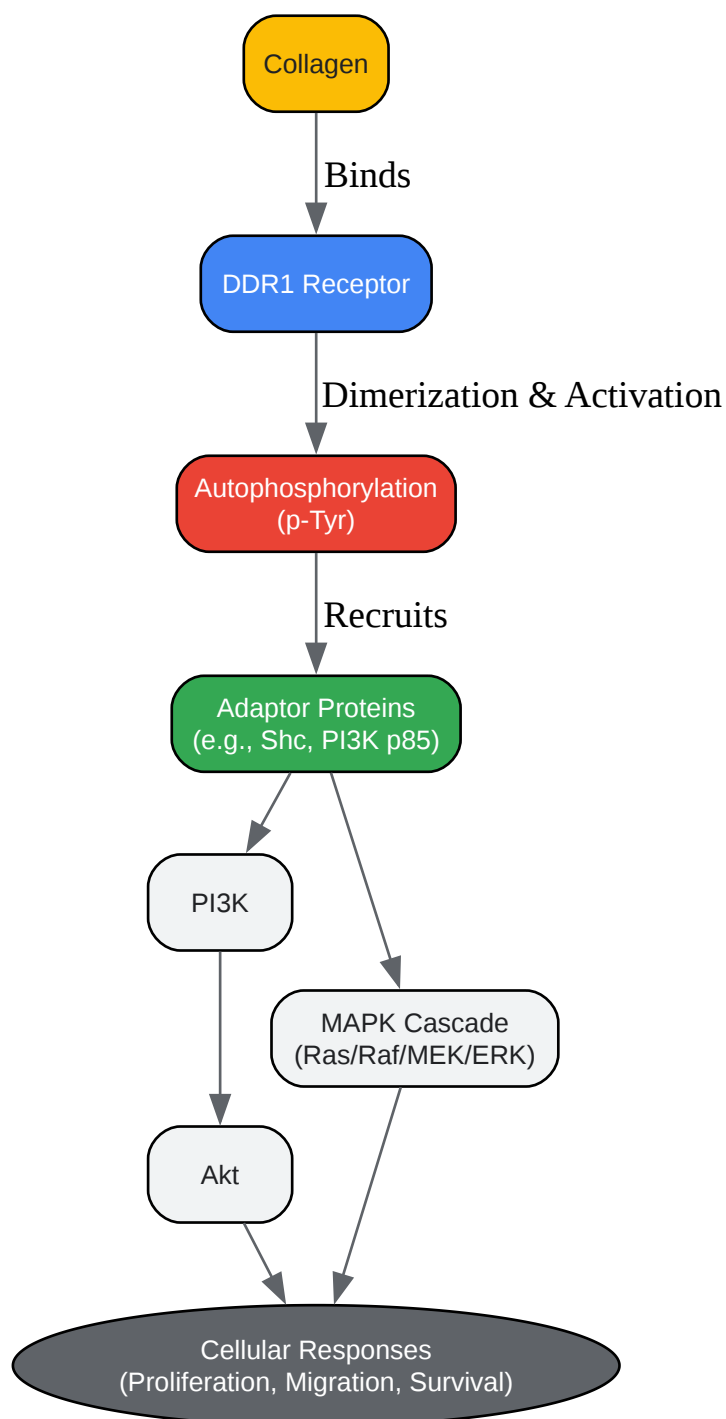 Collagen
Binds
DDR1 Receptor
Dimerization & Activation
Autophosphorylation
(p-Tyr)
Recruits
Adaptor Proteins
(e.g., Shc, PI3K p85)
PI3K
MAPK Cascade
(Ras/Raf/MEK/ERK)
Akt
Cellular Responses
(Proliferation, Migration, Survival)